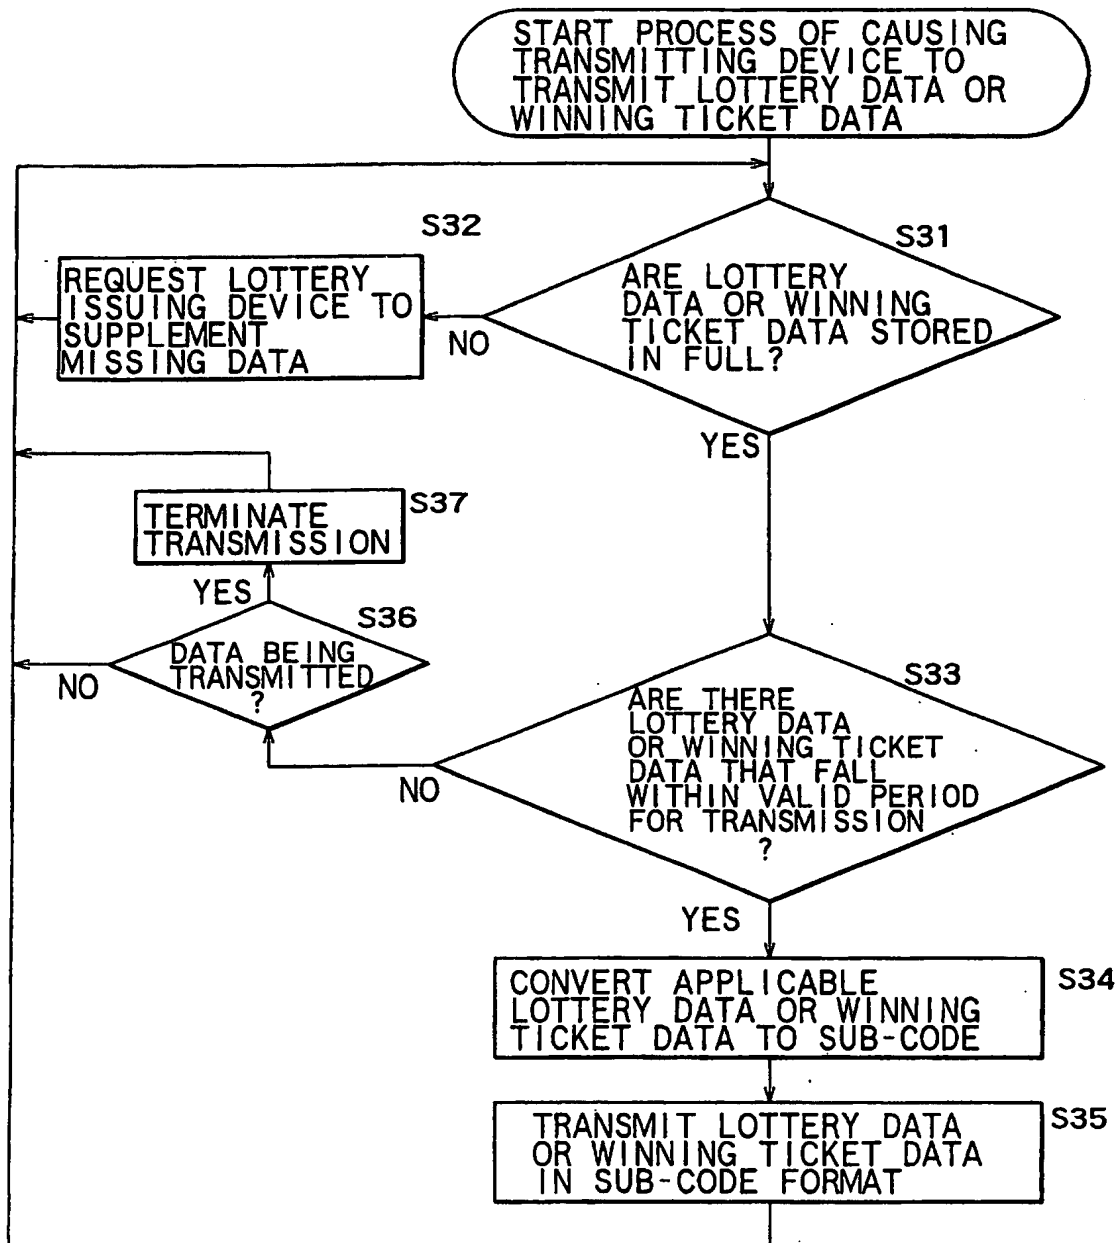 START PROCESS OF CAUSING
TRANSMITTING DEVICE TO
TRANSMIT LOTTERY DATA OR
WINNING TICKET DATA
S31
ARE LOTTERY
DATA OR WINNING
TICKET DATA STORED
IN FULL?
NO
S32
REQUEST LOTTERY
ISSUING DEVICE TO
SUPPLEMENT
MISSING DATA
YES
S33
ARE THERE
LOTTERY DATA
OR WINNING TICKET
DATA THAT FALL
WITHIN VALID PERIOD
FOR TRANSMISSION
?
NO
S36
DATA BEING
TRANSMITTED
?
NO
YES
S37
TERMINATE
TRANSMISSION
YES
S34
CONVERT APPLICABLE
LOTTERY DATA OR WINNING
TICKET DATA TO SUB-CODE
S35
TRANSMIT LOTTERY DATA
OR WINNING TICKET DATA
IN SUB-CODE FORMAT